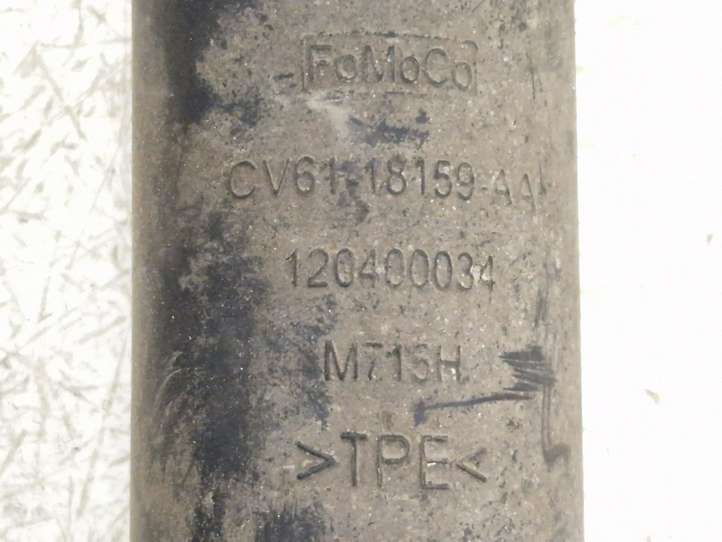 FoMoCo
CV61-18159-AA
120400034
M715H
>TPE<